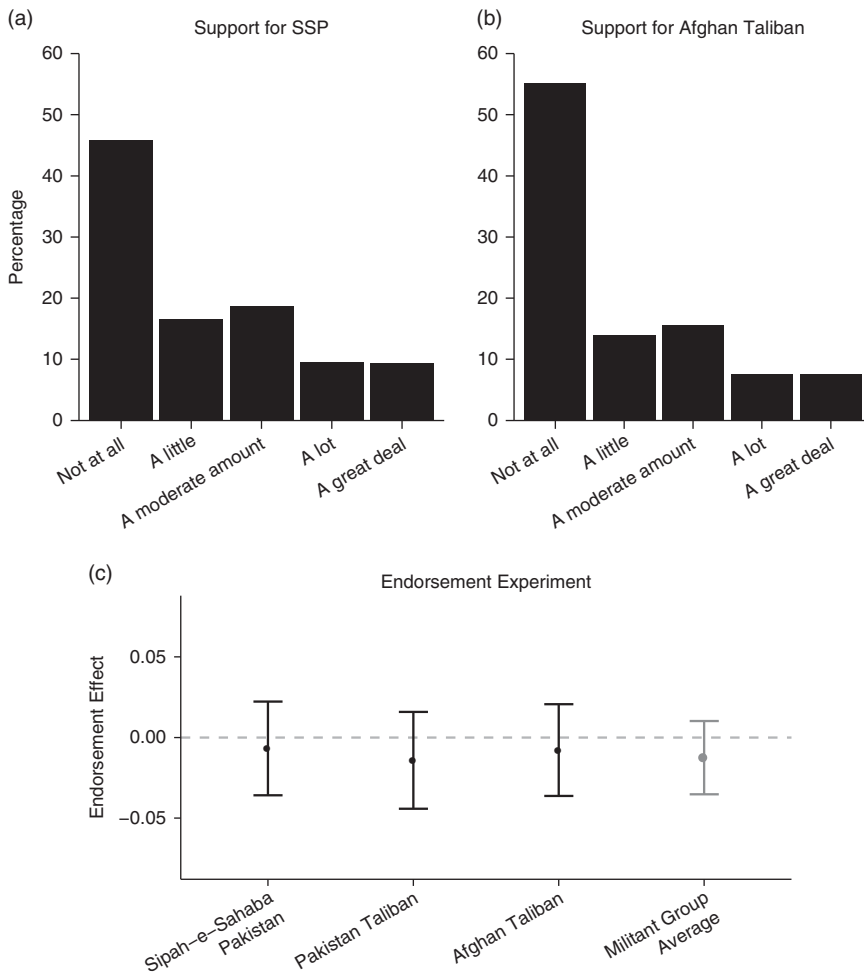 (a)
Support for SSP
60
50
40
30
20
10
0
Percentage
Not at all
A little
A moderate amount
A lot
A great deal
(b)
Support for Afghan Taliban
60
50
40
30
20
10
0
Not at all
A little
A moderate amount
A lot
A great deal
(c)
Endorsement Experiment
0.05
0.00
−0.05
Endorsement Effect
Sipah−e−Sahaba
Pakistan
Pakistan Taliban
Afghan Taliban
Militant Group
Average